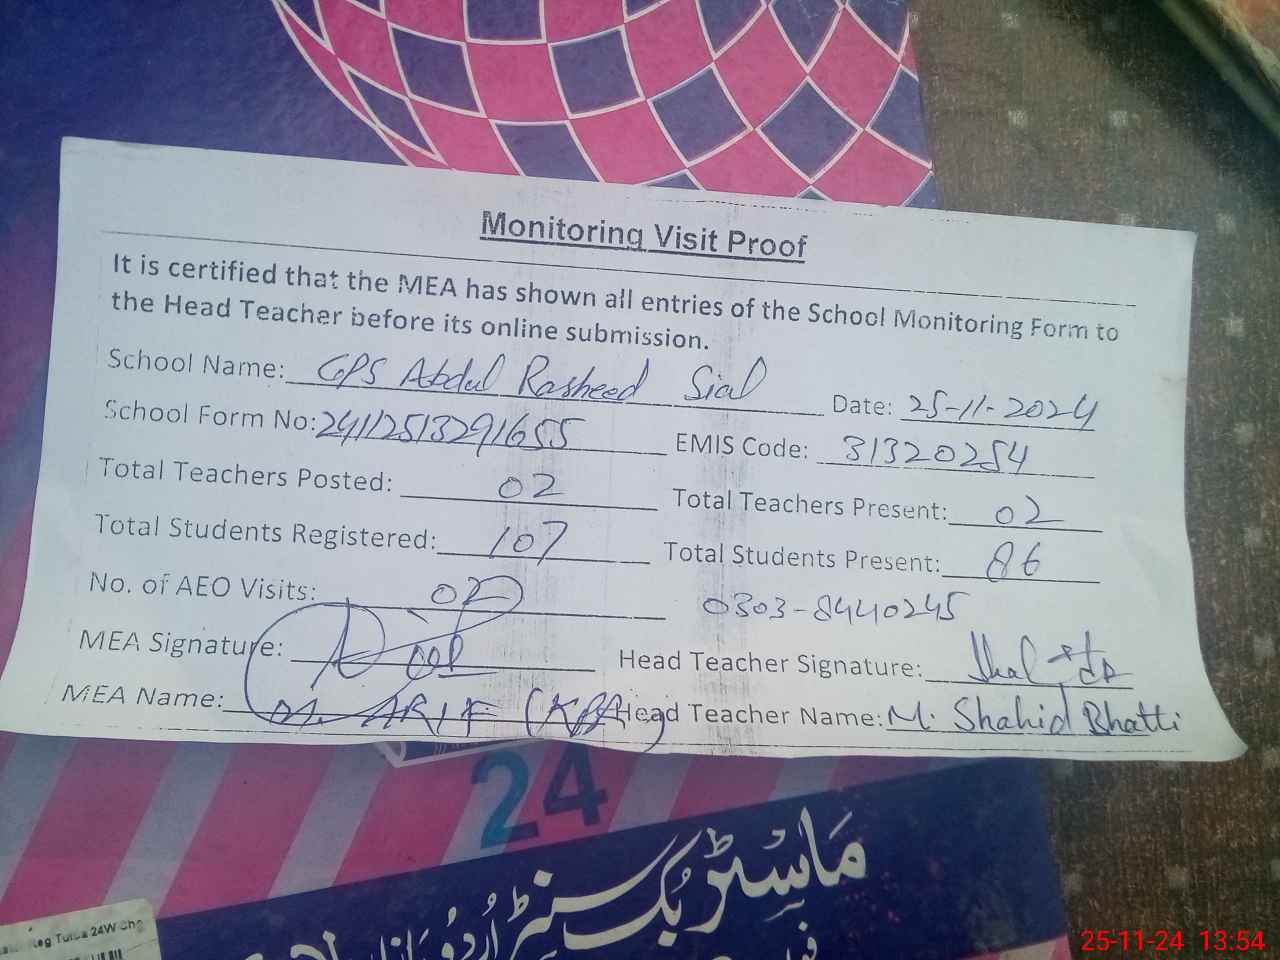 Monitoring Visit Proof
It is certified that the MEA has shown all entries of the School Monitoring Form to
the Head Teacher before its online submission.
School Name: GPS Abdul Rasheed Sial Date: 25-11-2024
School Form No: 24112513291655 EMIS Code: 31320254
Total Teachers Posted: 02 Total Teachers Present: 02
Total Students Registered: 107 Total Students Present: 86
No. of AEO Visits: 02 0303-8440245
MEA Signature: Head Teacher Signature:
MEA Name: M. ARIF Head Teacher Name: M. Shahid Bhatti
24
ماسٹر بک سنٹر اُردو بازار
24W
25-11-24 13:54